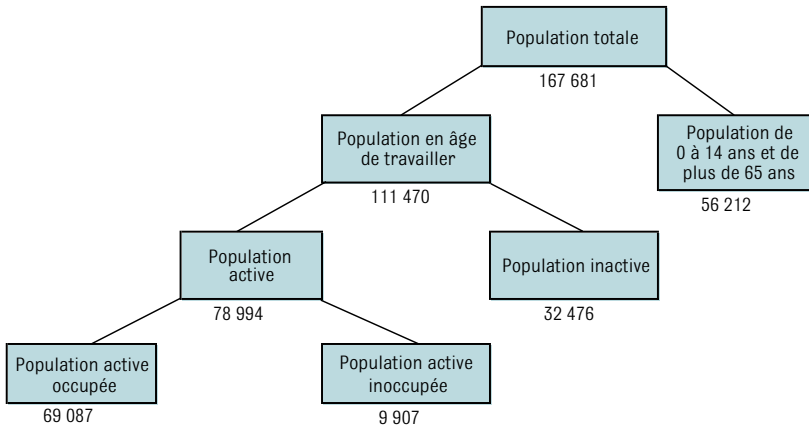 Population totale
167 681
Population en âge
de travailler
111 470
Population de
0 à 14 ans et de
plus de 65 ans
56 212
Population
active
78 994
Population inactive
32 476
Population active
occupée
69 087
Population active
inoccupée
9 907